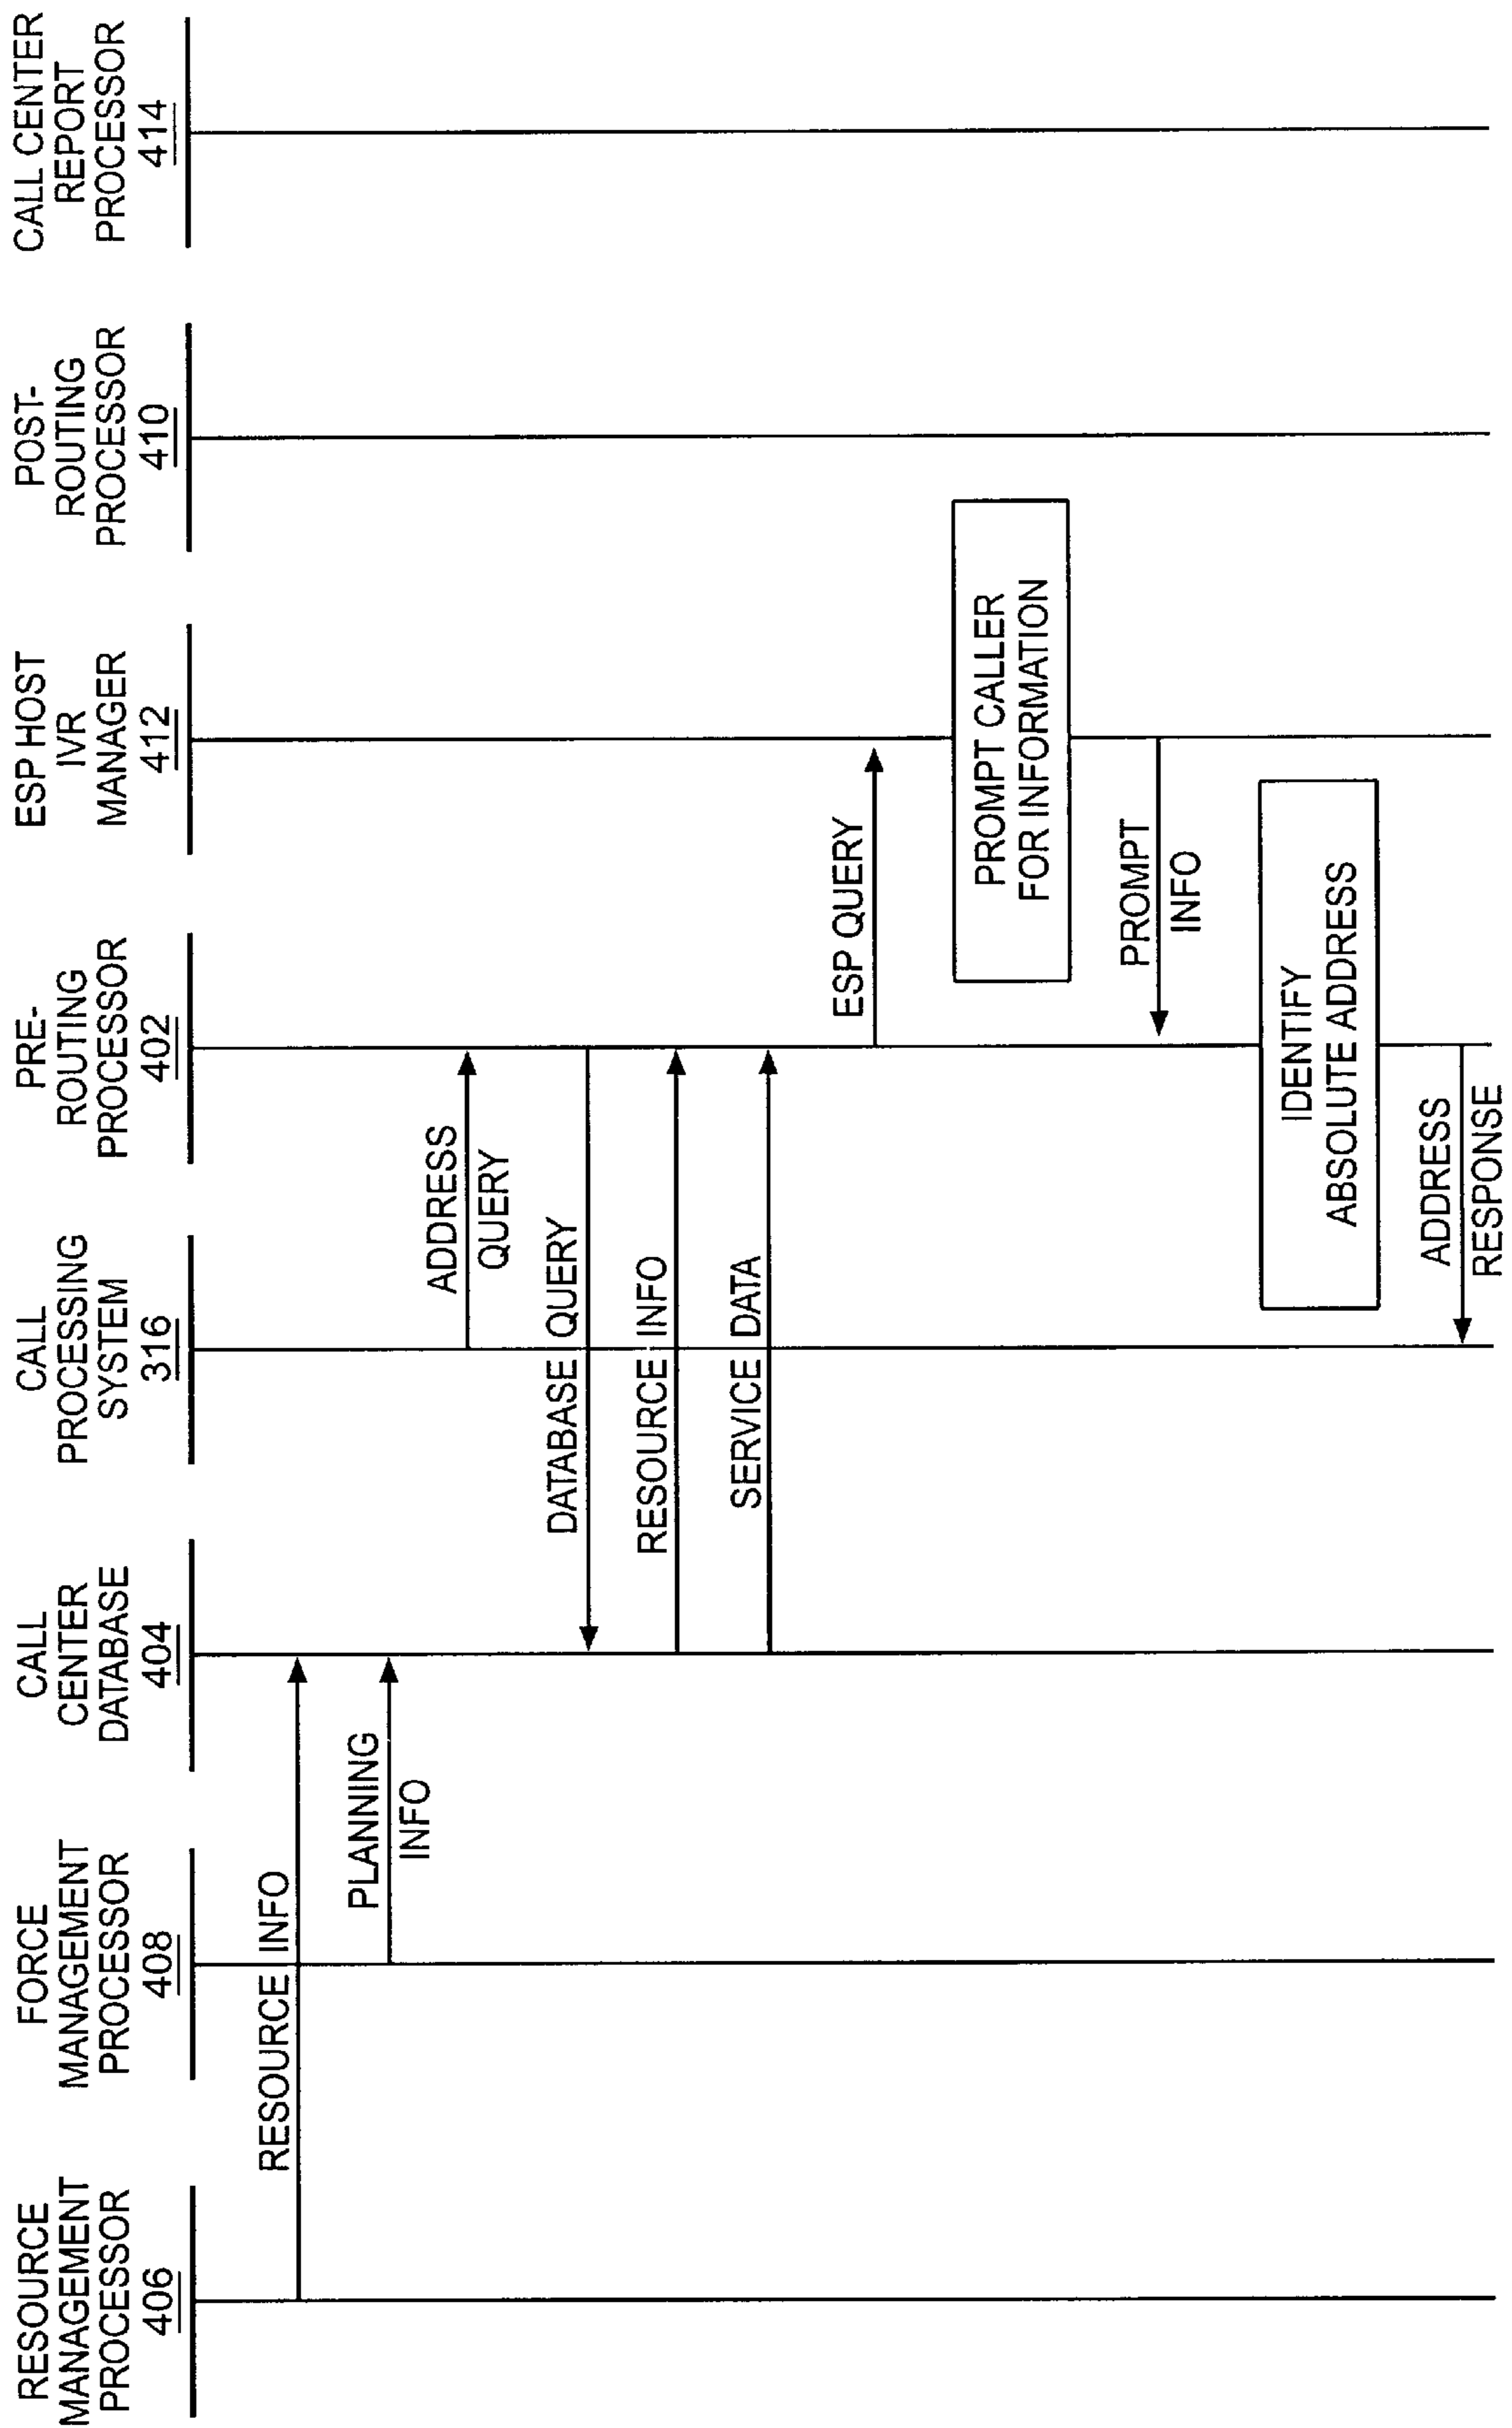 RESOURCE
MANAGEMENT
PROCESSOR
406
FORCE
MANAGEMENT
PROCESSOR
408
CALL
CENTER
DATABASE
404
CALL
PROCESSING
SYSTEM
316
PRE-
ROUTING
PROCESSOR
402
ESP HOST
IVR
MANAGER
412
POST-
ROUTING
PROCESSOR
410
CALL CENTER
REPORT
PROCESSOR
414
RESOURCE INFO
PLANNING
INFO
ADDRESS
QUERY
DATABASE QUERY
RESOURCE INFO
SERVICE DATA
ESP QUERY
PROMPT CALLER
FOR INFORMATION
PROMPT
INFO
IDENTIFY
ABSOLUTE ADDRESS
ADDRESS
RESPONSE